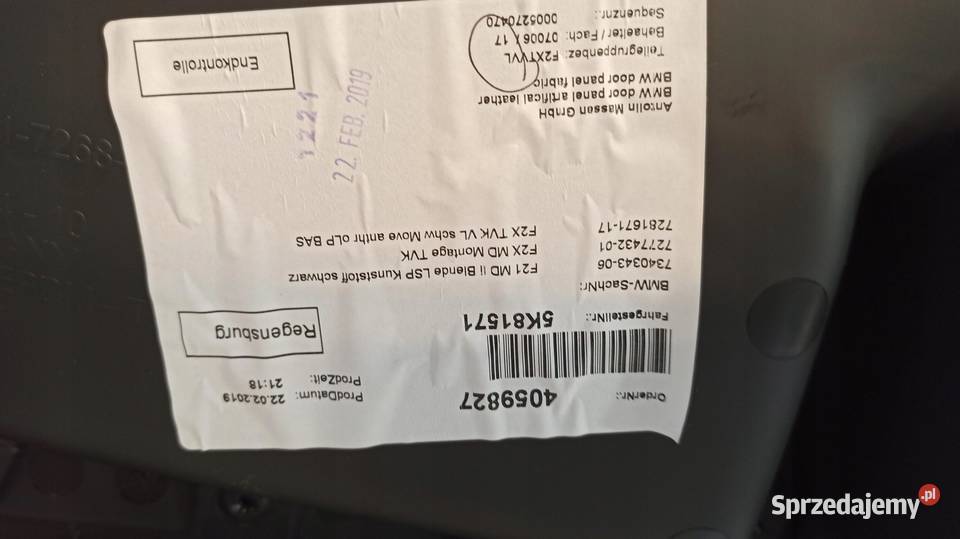 OrderNr.: 4059827
ProdDatum: 22.02.2019
ProdZeit: 21:18
FahrgestellNr.: 5K81571
Regensburg
BMW-SachNr:
7340343-06 F21 MD li Blende LSP Kunststoff schwarz
7277432-01 F2X MD Montage TVK
7281671-17 F2X TVK VL schw Move anthr oLP BAS
Antolin Massen GmbH
BMW door panel artifical leather
BMW door panel fabric
22. FEB. 2019
1221
Teilegruppenbez: F2XTVVL
Behaelter / Fach: 07006 / 17
Sequenznr.: 0005270470
Endkontrolle
Sprzedajemy.pl